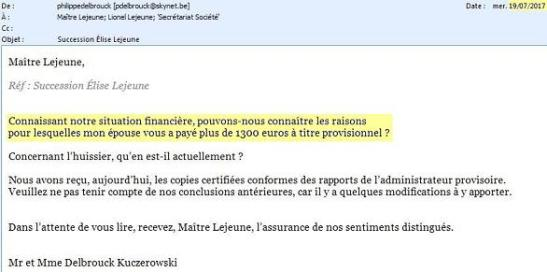 De : philippedelbrouck [pdelbrouck@skynet.be] Date : mer. 19/07/2017
À : Maître Lejeune; Lionel Lejeune; 'Secrétariat Société'
Cc :
Objet : Succession Élise Lejeune
Maître Lejeune,
Réf : Succession Élise Lejeune
Connaissant notre situation financière, pouvons-nous connaître les raisons
pour lesquelles mon épouse vous a payé plus de 1300 euros à titre provisionnel ?
Concernant l'huissier, qu'en est-il actuellement ?
Nous avons reçu, aujourd'hui, les copies certifiées conformes des rapports de l'administrateur provisoire.
Veuillez ne pas tenir compte de nos conclusions antérieures, car il y a quelques modifications à y apporter.
Dans l'attente de vous lire, recevez, Maître Lejeune, l'assurance de nos sentiments distingués.
Mr et Mme Delbrouck Kuczerowski